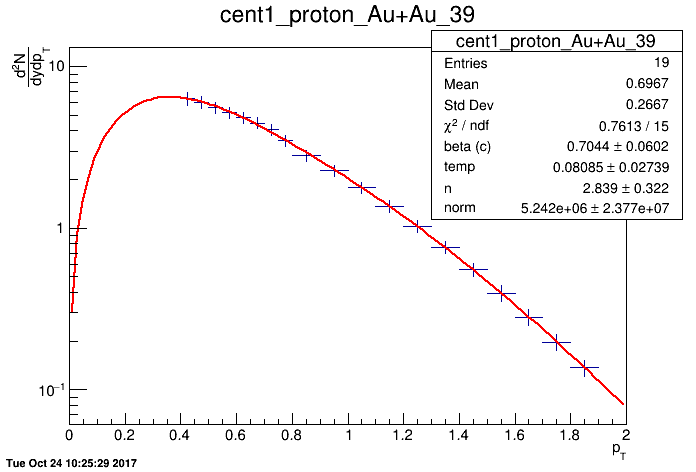 cent1_proton_Au+Au_39
cent1_proton_Au+Au_39
Entries 19
Mean 0.6967
Std Dev 0.2667
χ² / ndf 0.7613 / 15
beta (c) 0.7044 ± 0.0602
temp 0.08085 ± 0.02739
n 2.839 ± 0.322
norm 5.242e+06 ± 2.377e+07
d²N
dydp_T
10
1
10⁻¹
0 0.2 0.4 0.6 0.8 1 1.2 1.4 1.6 1.8 2
p_T
Tue Oct 24 10:25:29 2017